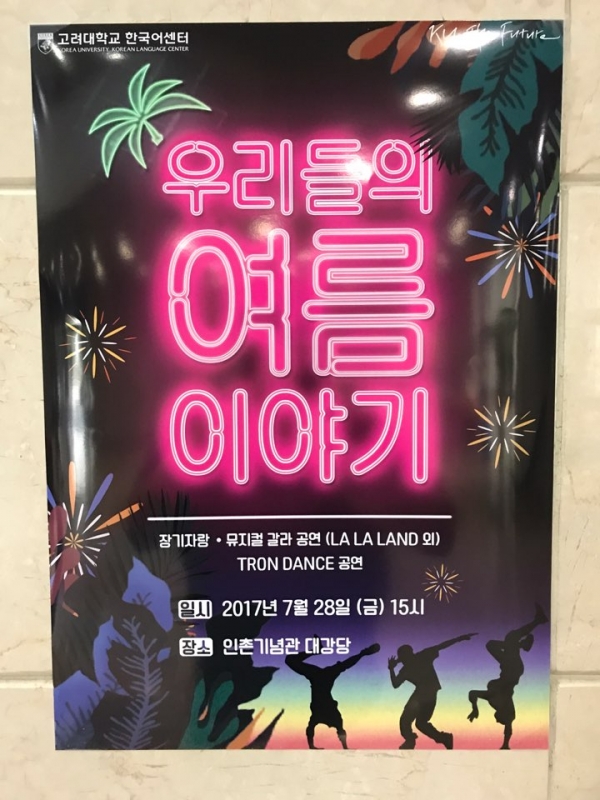 고려대학교 한국어센터
KOREA UNIVERSITY KOREAN LANGUAGE CENTER
KU The Future
우리들의
여름
이야기
장기자랑 • 뮤지컬 갈라 공연 (LA LA LAND 외)
TRON DANCE 공연
일시 2017년 7월 28일 (금) 15시
장소 인촌기념관 대강당